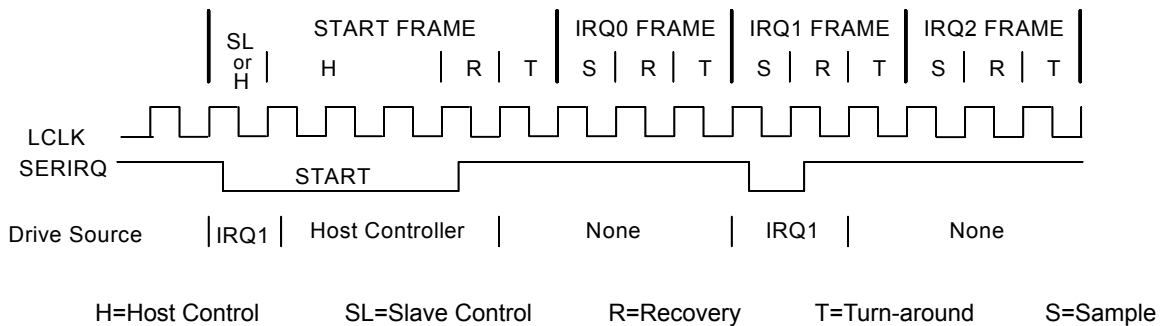 START FRAME IRQ0 FRAME IRQ1 FRAME IRQ2 FRAME
SL
or
H
H R T S R T S R T S R T
LCLK
SERIRQ
START
Drive Source IRQ1 Host Controller None IRQ1 None
H=Host Control SL=Slave Control R=Recovery T=Turn-around S=Sample